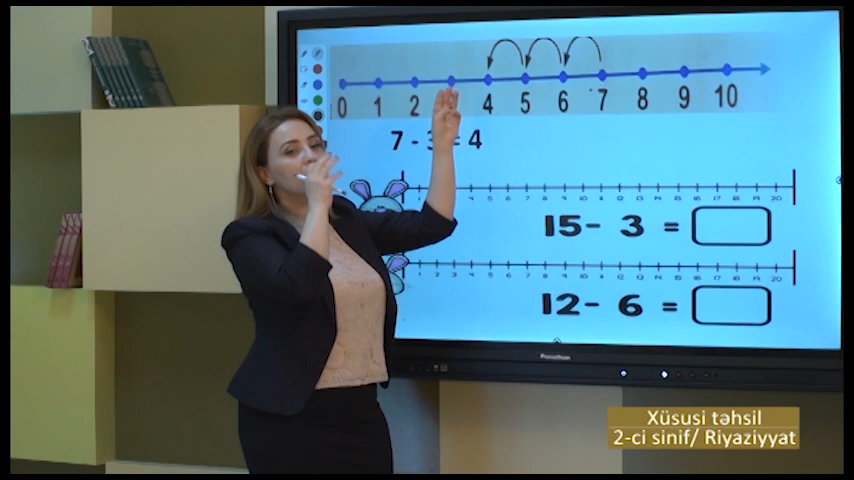 0 1 2 4 5 6 7 8 9 10
7 - 3 = 4
15 - 3 =
12 - 6 =
Promethean
Xüsusi təhsil
2-ci sinif/ Riyaziyyat